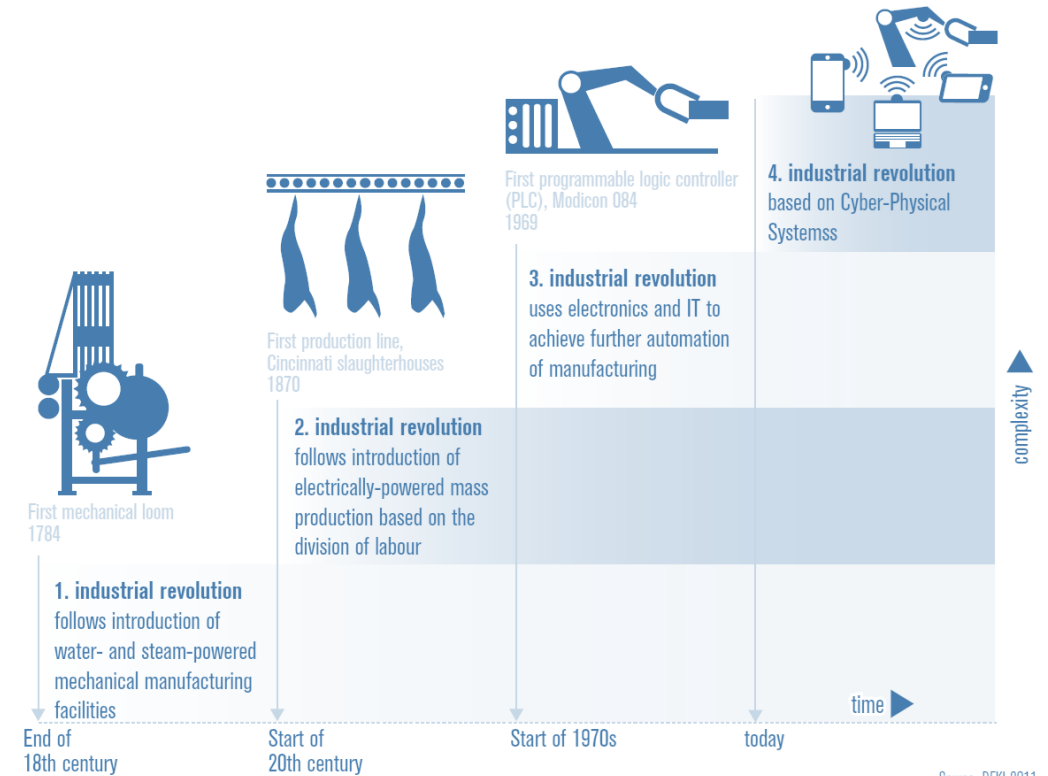 4. industrial revolution
based on Cyber-Physical
Systemss
First programmable logic controller
(PLC), Modicon 084
1969
3. industrial revolution
uses electronics and IT to
achieve further automation
of manufacturing
First production line,
Cincinnati slaughterhouses
1870
2. industrial revolution
follows introduction of
electrically-powered mass
production based on the
division of labour
First mechanical loom
1784
1. industrial revolution
follows introduction of
water- and steam-powered
mechanical manufacturing
facilities
complexity
time
End of
18th century
Start of
20th century
Start of 1970s
today